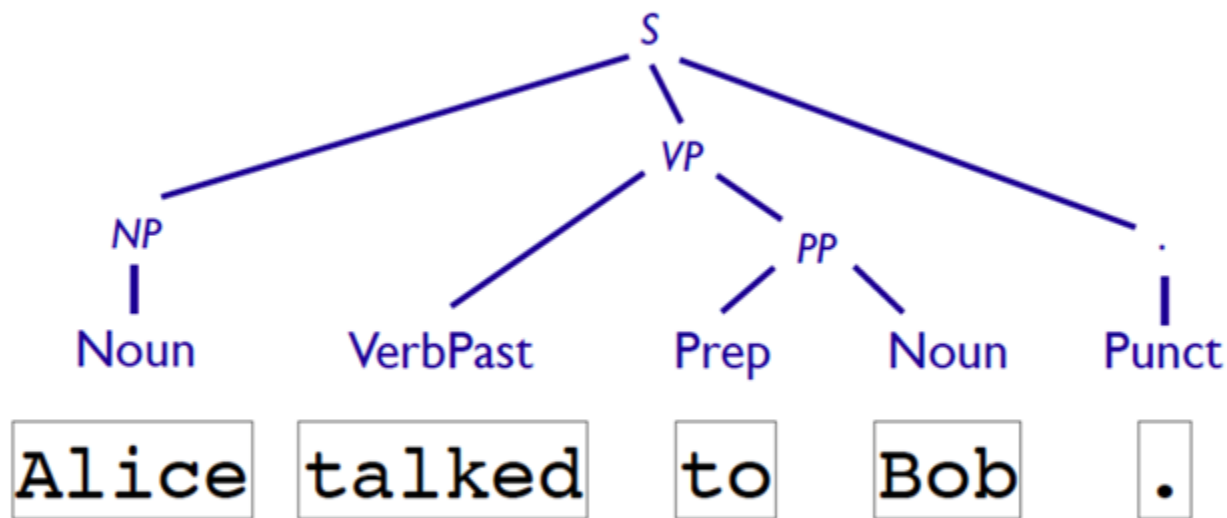 S
VP
NP
PP
.
Noun VerbPast Prep Noun Punct
Alice talked to Bob .